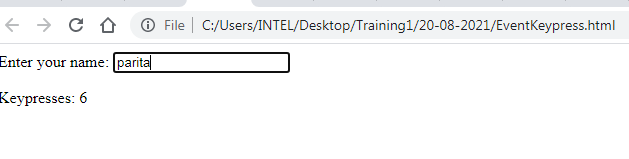 File | C:/Users/INTEL/Desktop/Training1/20-08-2021/EventKeypress.html
Enter your name: parita
Keypresses: 6